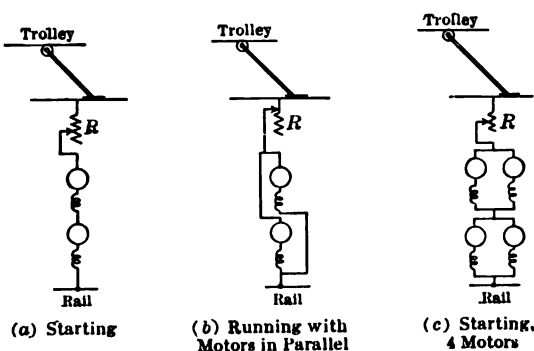 Trolley
R
Rail
(a) Starting
Trolley
R
Rail
(b) Running with
Motors in Parallel
Trolley
R
Rail
(c) Starting,
4 Motors